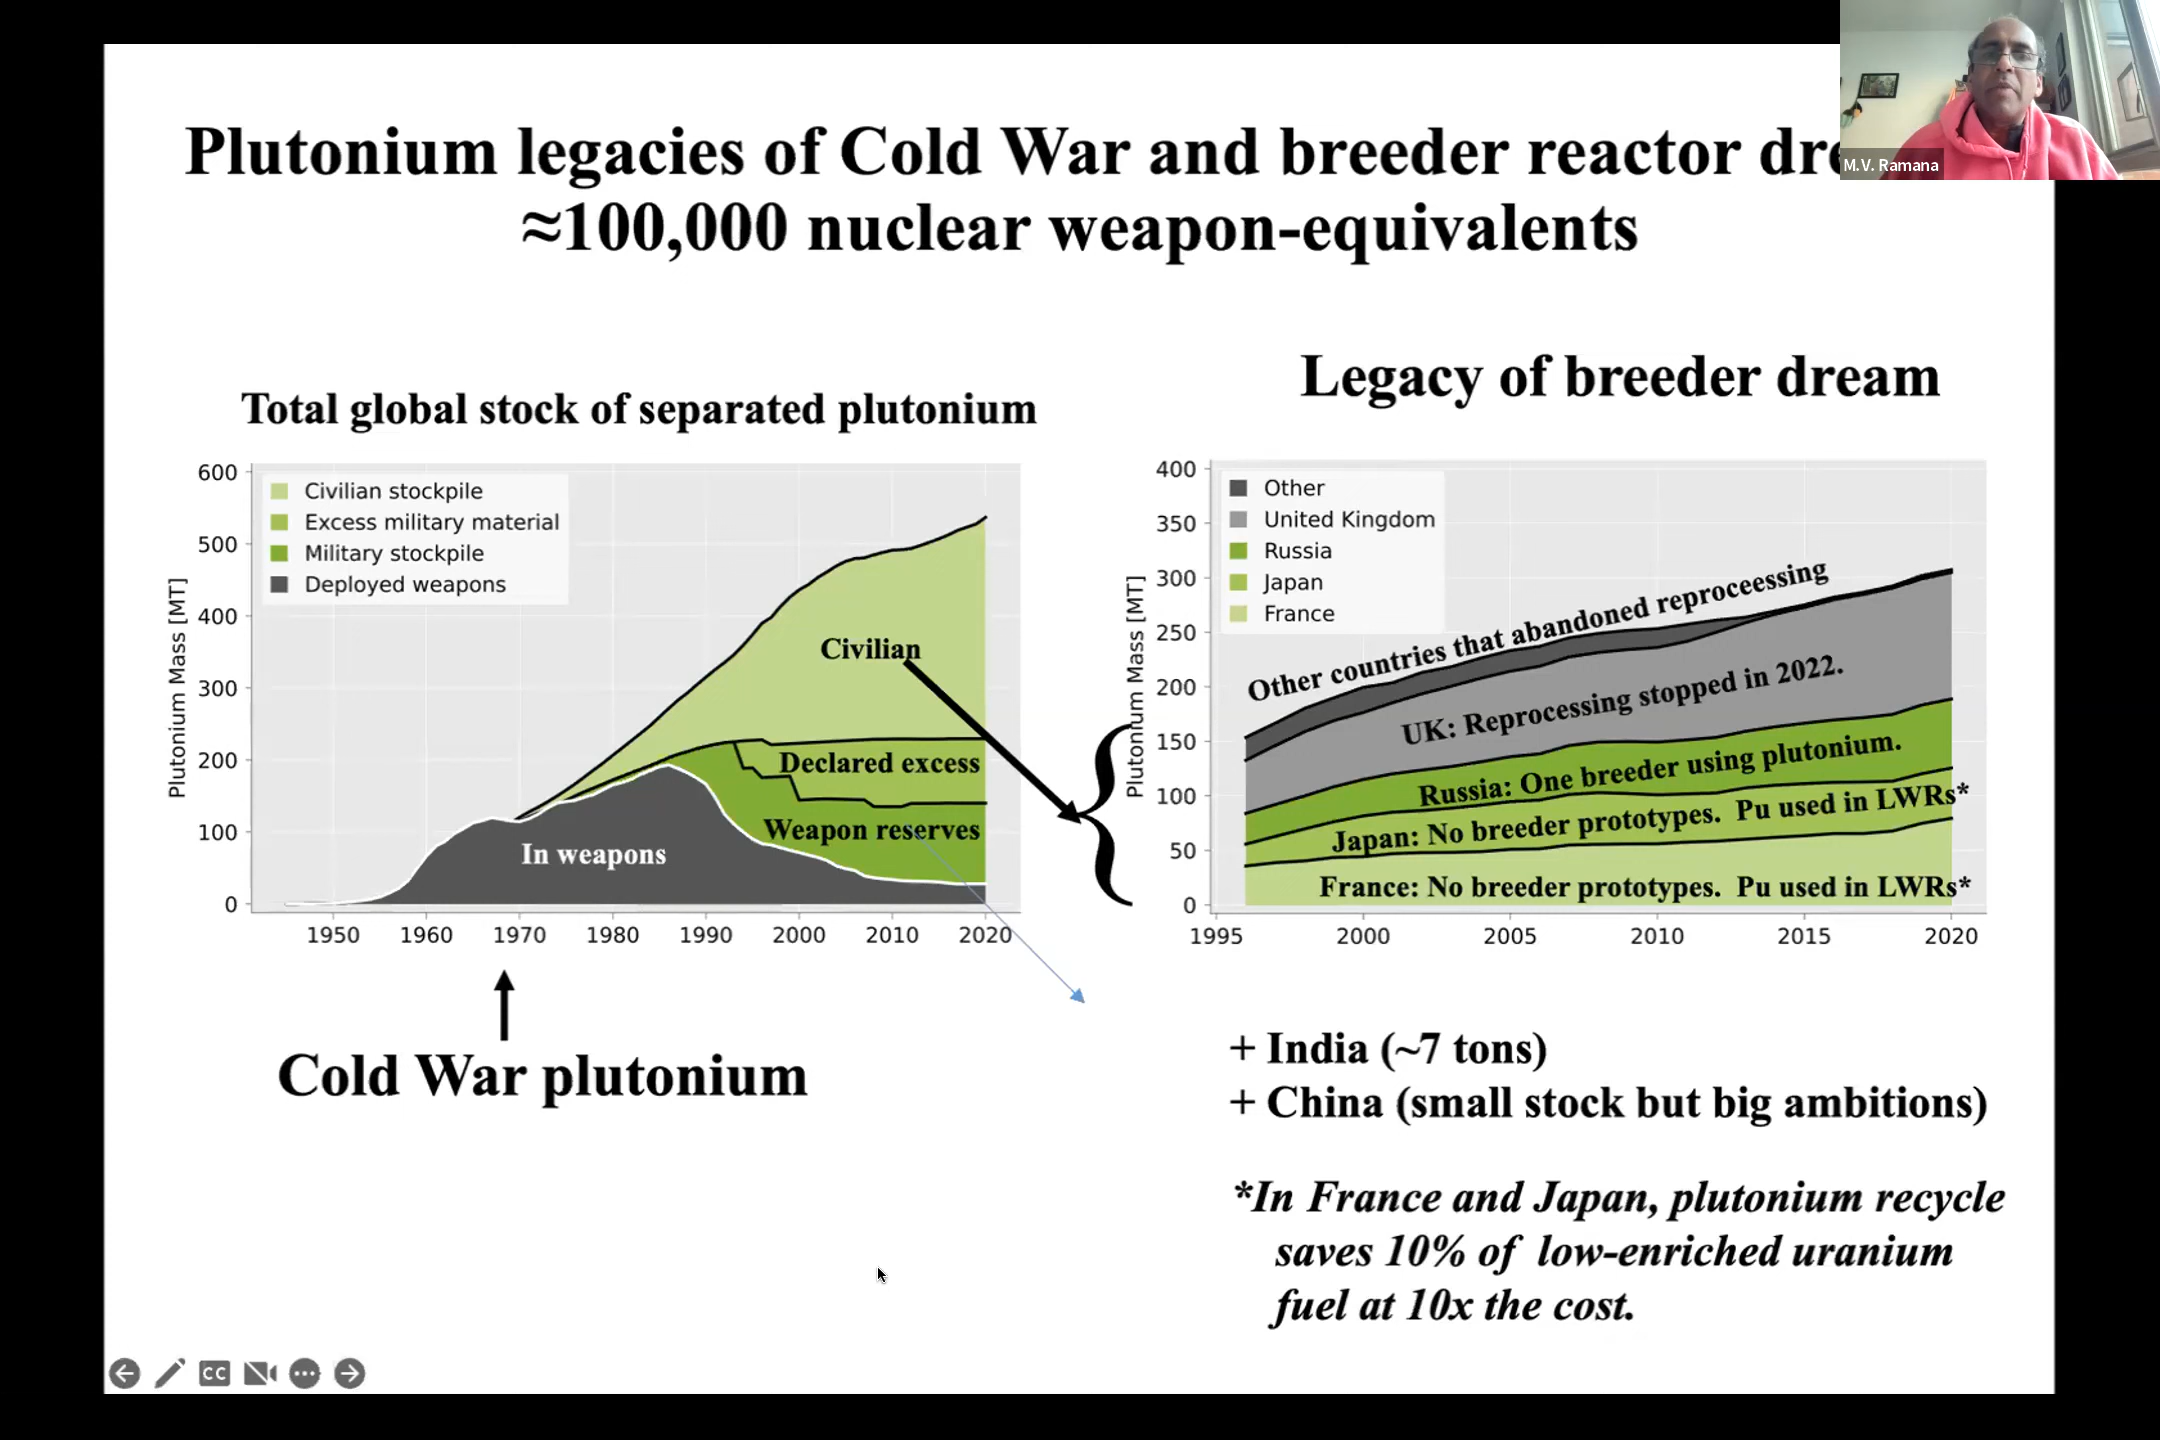 Plutonium legacies of Cold War and breeder reactor
≈100,000 nuclear weapon-equivalents
M.V. Ramana
Total global stock of separated plutonium
Plutonium Mass [MT]
600
500
400
300
200
100
0
Civilian stockpile
Excess military material
Military stockpile
Deployed weapons
Civilian
Declared excess
Weapon reserves
In weapons
1950 1960 1970 1980 1990 2000 2010 2020
Cold War plutonium
Legacy of breeder dream
Plutonium Mass [MT]
400
350
300
250
200
150
100
50
0
Other
United Kingdom
Russia
Japan
France
Other countries that abandoned reproceessing
UK: Reprocessing stopped in 2022.
Russia: One breeder using plutonium.
Japan: No breeder prototypes. Pu used in LWRs*
France: No breeder prototypes. Pu used in LWRs*
1995 2000 2005 2010 2015 2020
+ India (~7 tons)
+ China (small stock but big ambitions)
*In France and Japan, plutonium recycle
saves 10% of low-enriched uranium
fuel at 10x the cost.
CC